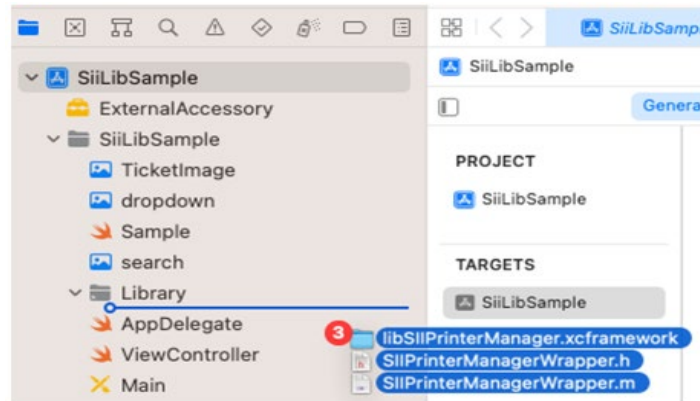 SiiLibSample
ExternalAccessory
SiiLibSample
TicketImage
dropdown
Sample
search
Library
AppDelegate
ViewController
Main
SiiLibSamp
SiiLibSample
Genera
PROJECT
SiiLibSample
TARGETS
SiiLibSample
3
libSIIPrinterManager.xcframework
SIIPrinterManagerWrapper.h
SIIPrinterManagerWrapper.m